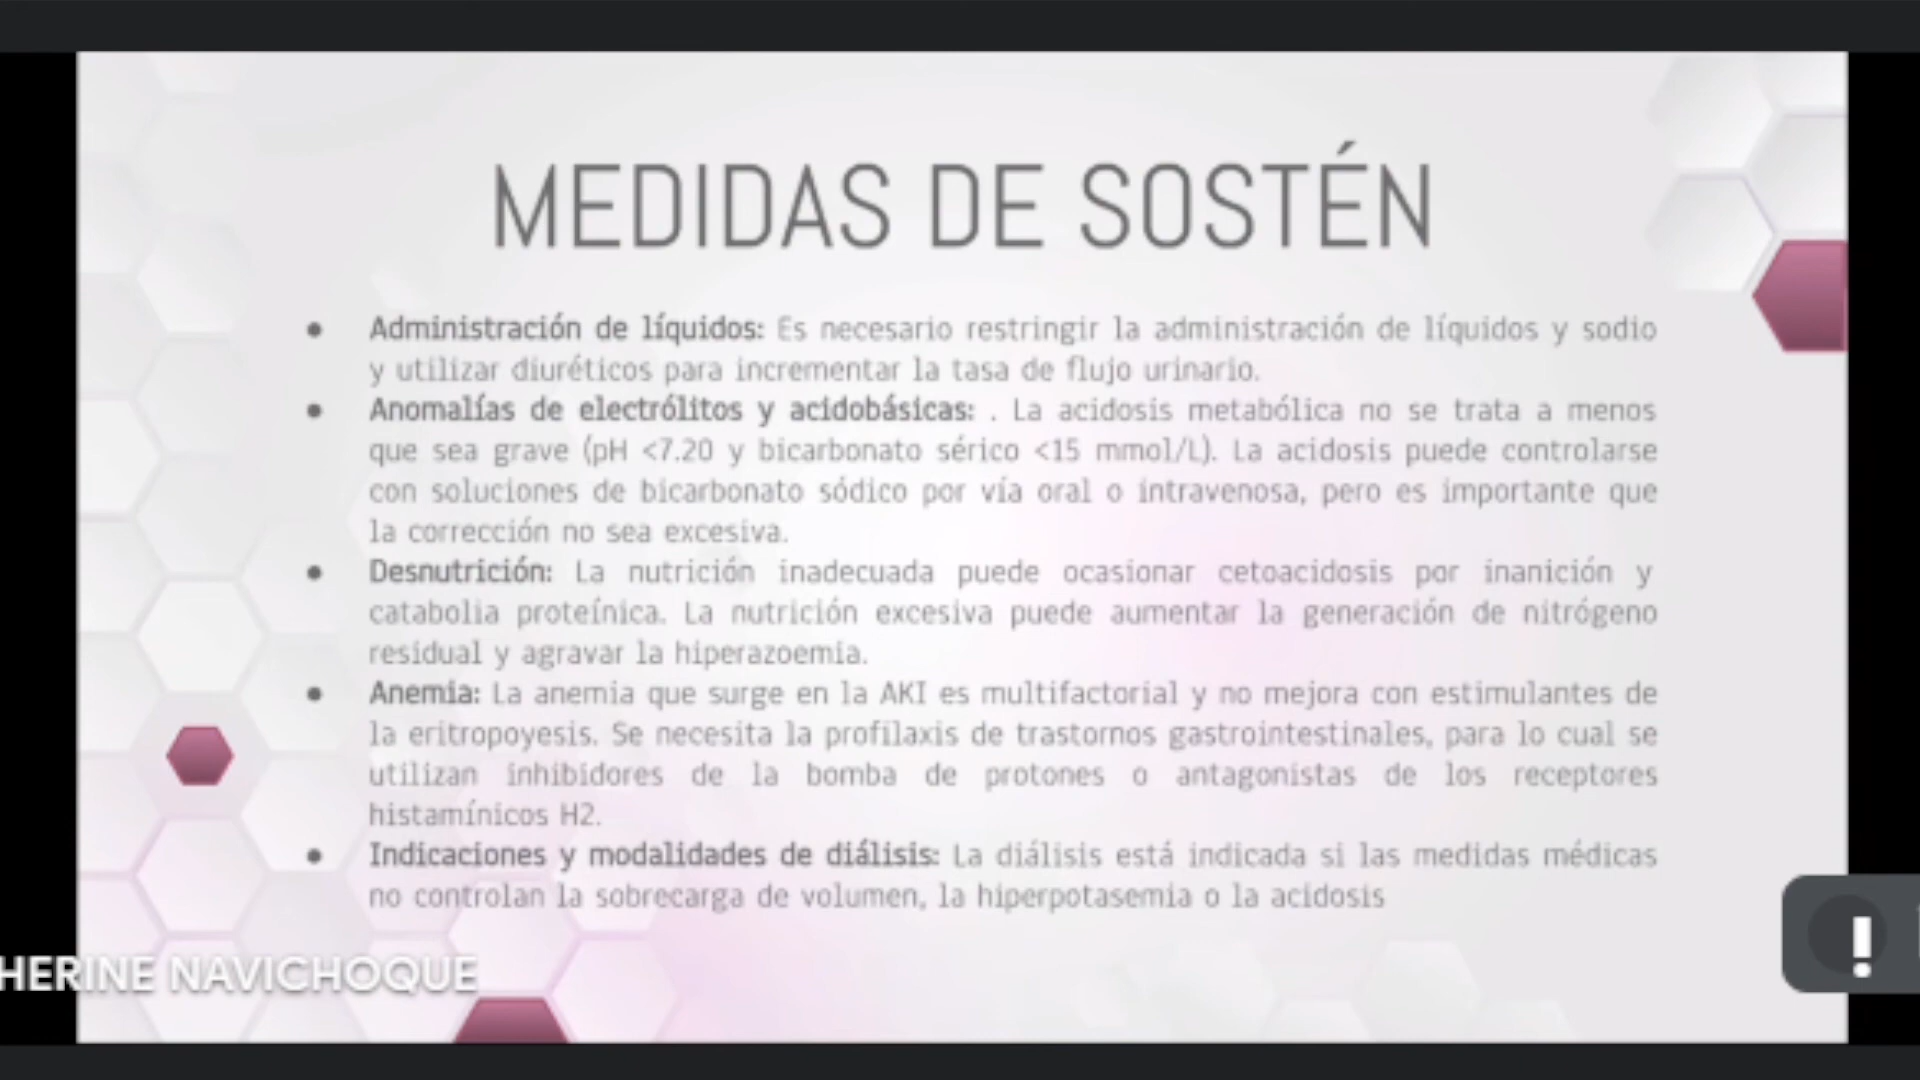 MEDIDAS DE SOSTÉN
● Administración de líquidos: Es necesario restringir la administración de líquidos y sodio
y utilizar diuréticos para incrementar la tasa de flujo urinario.
● Anomalías de electrólitos y acidobásicas: . La acidosis metabólica no se trata a menos
que sea grave (pH <7.20 y bicarbonato sérico <15 mmol/L). La acidosis puede controlarse
con soluciones de bicarbonato sódico por vía oral o intravenosa, pero es importante que
la corrección no sea excesiva.
● Desnutrición: La nutrición inadecuada puede ocasionar cetoacidosis por inanición y
catabolia proteínica. La nutrición excesiva puede aumentar la generación de nitrógeno
residual y agravar la hiperazoemia.
● Anemia: La anemia que surge en la AKI es multifactorial y no mejora con estimulantes de
la eritropoyesis. Se necesita la profilaxis de trastornos gastrointestinales, para lo cual se
utilizan inhibidores de la bomba de protones o antagonistas de los receptores
histamínicos H2.
● Indicaciones y modalidades de diálisis: La diálisis está indicada si las medidas médicas
no controlan la sobrecarga de volumen, la hiperpotasemia o la acidosis
HERINE NAVICHOQUE